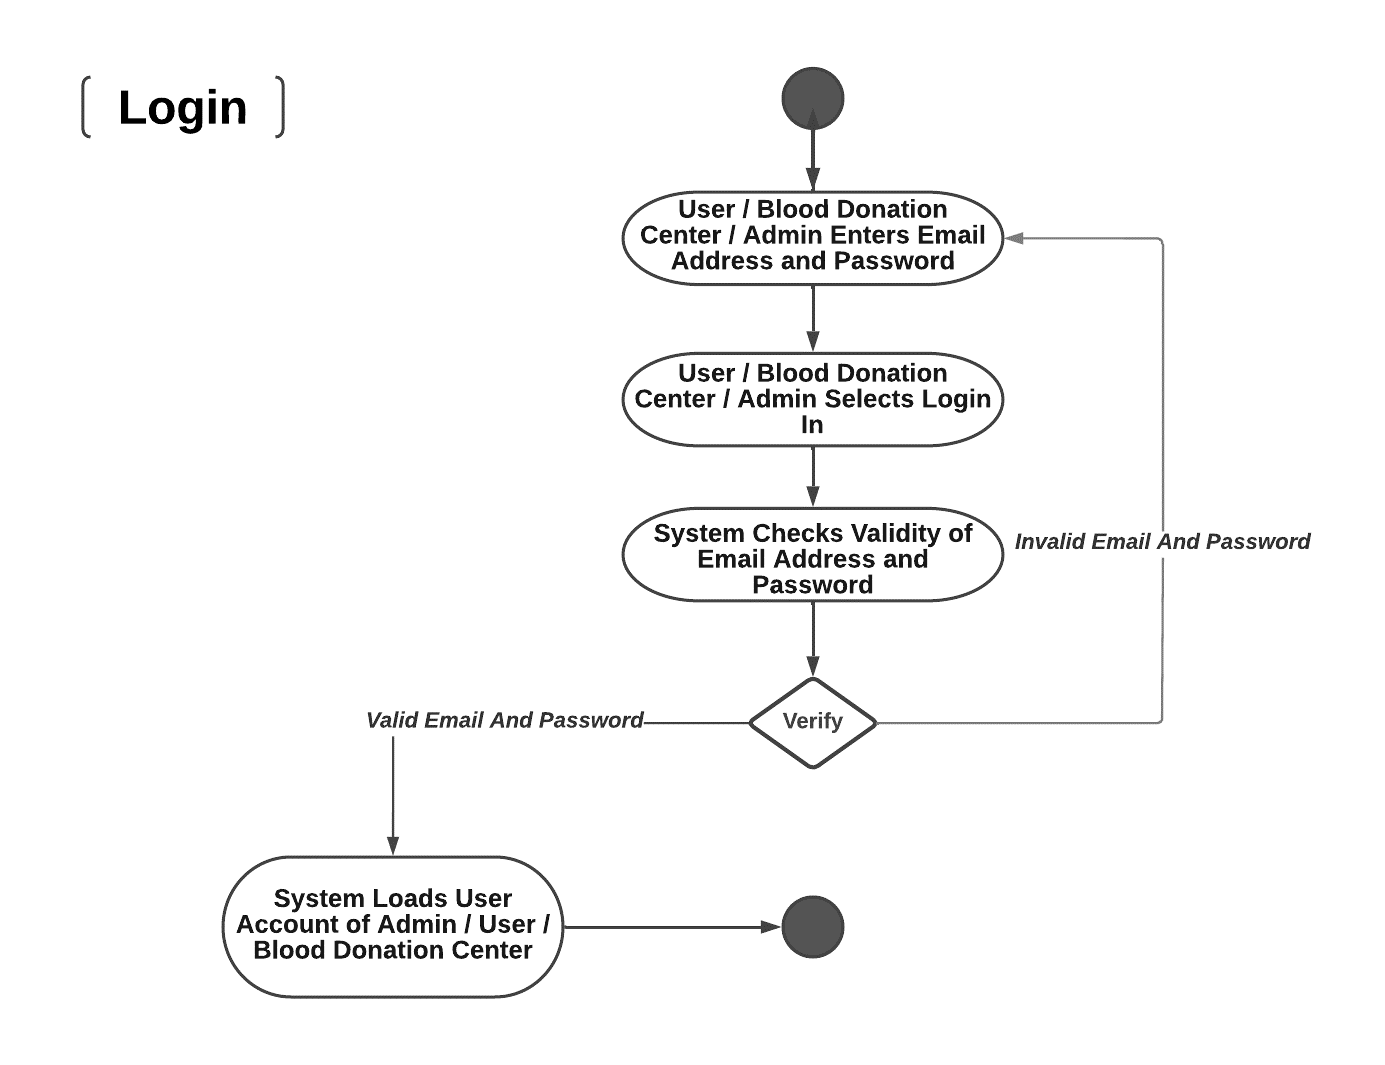 Login
User / Blood Donation
Center / Admin Enters Email
Address and Password
User / Blood Donation
Center / Admin Selects Login
In
System Checks Validity of
Email Address and
Password
Invalid Email And Password
Valid Email And Password
Verify
System Loads User
Account of Admin / User /
Blood Donation Center